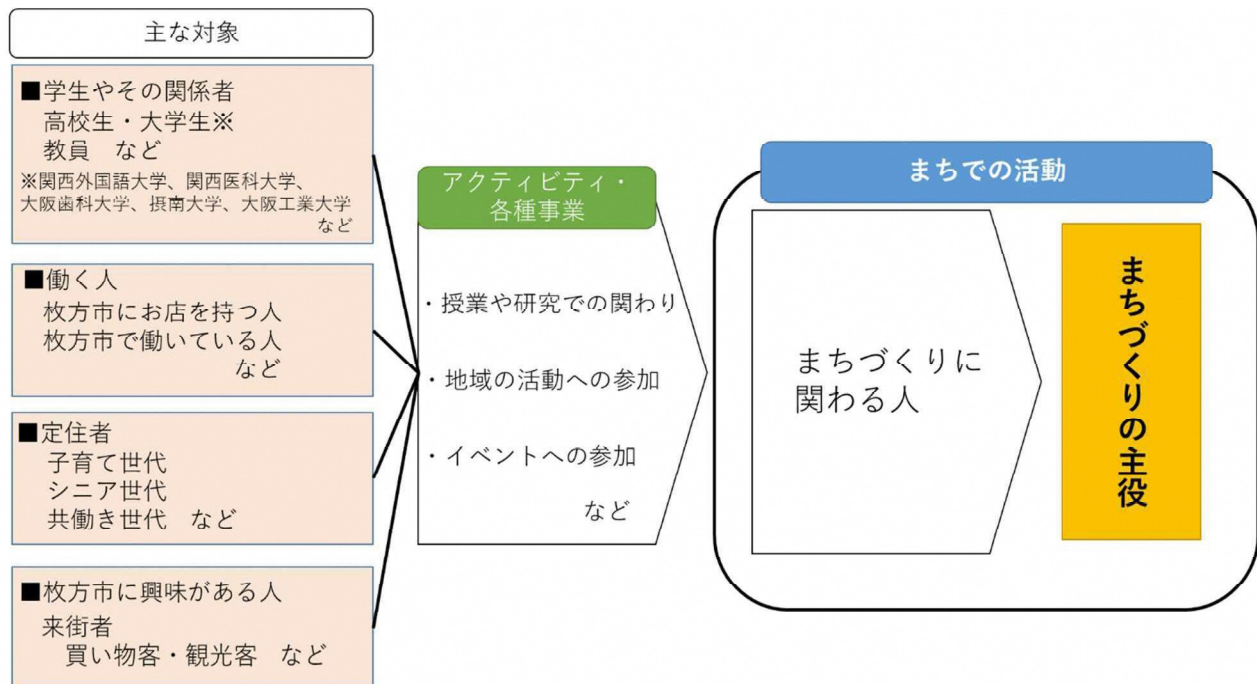 主な対象
■学生やその関係者
高校生・大学生※
教員　など
※関西外国語大学、関西医科大学、
大阪歯科大学、摂南大学、大阪工業大学
など
■働く人
枚方市にお店を持つ人
枚方市で働いている人
など
■定住者
子育て世代
シニア世代
共働き世代　など
■枚方市に興味がある人
来街者
買い物客・観光客　など
アクティビティ・
各種事業
・授業や研究での関わり
・地域の活動への参加
・イベントへの参加
など
まちでの活動
まちづくりに
関わる人
まちづくりの主役